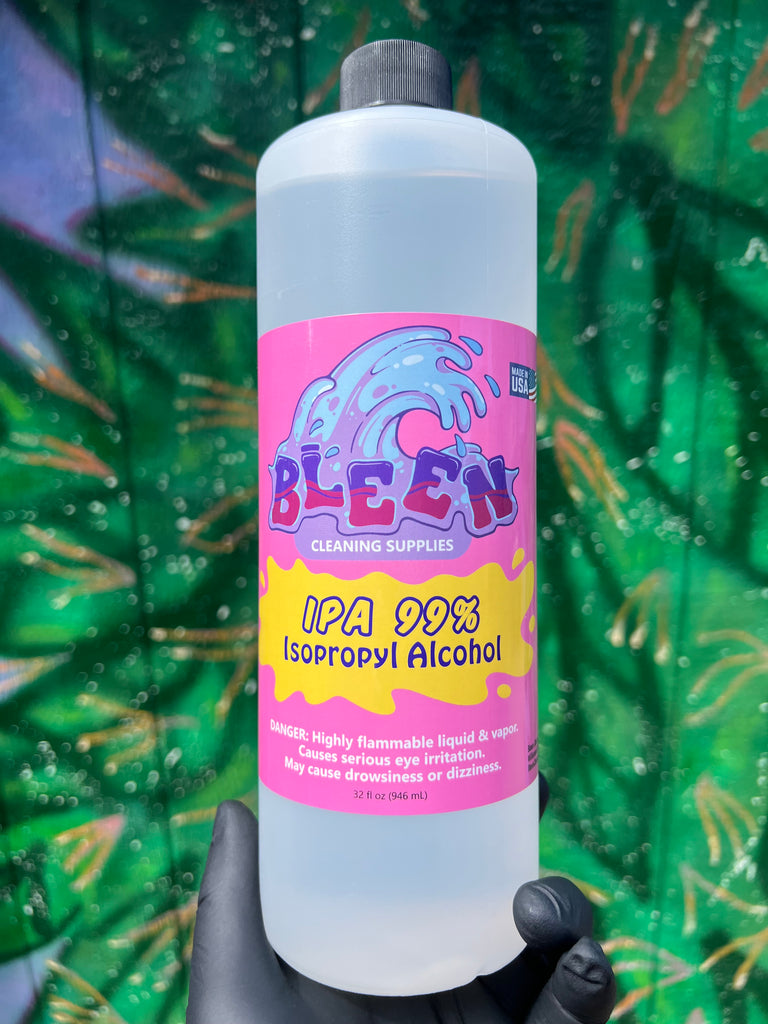 MADE IN
USA
BLEEN
CLEANING SUPPLIES
IPA 99%
Isopropyl Alcohol
DANGER: Highly flammable liquid & vapor.
Causes serious eye irritation.
May cause drowsiness or dizziness.
32 fl oz (946 mL)